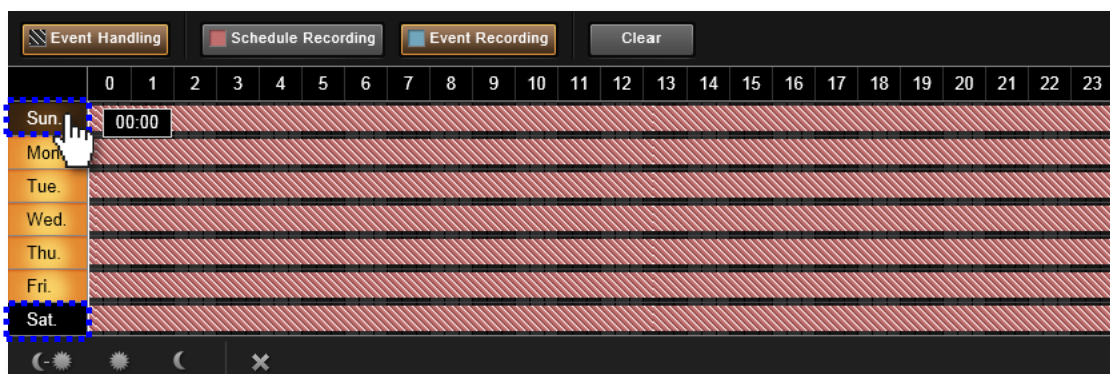 Event Handling Schedule Recording Event Recording Clear
0 1 2 3 4 5 6 7 8 9 10 11 12 13 14 15 16 17 18 19 20 21 22 23
Sun. 00:00
Mon
Tue.
Wed.
Thu.
Fri.
Sat.